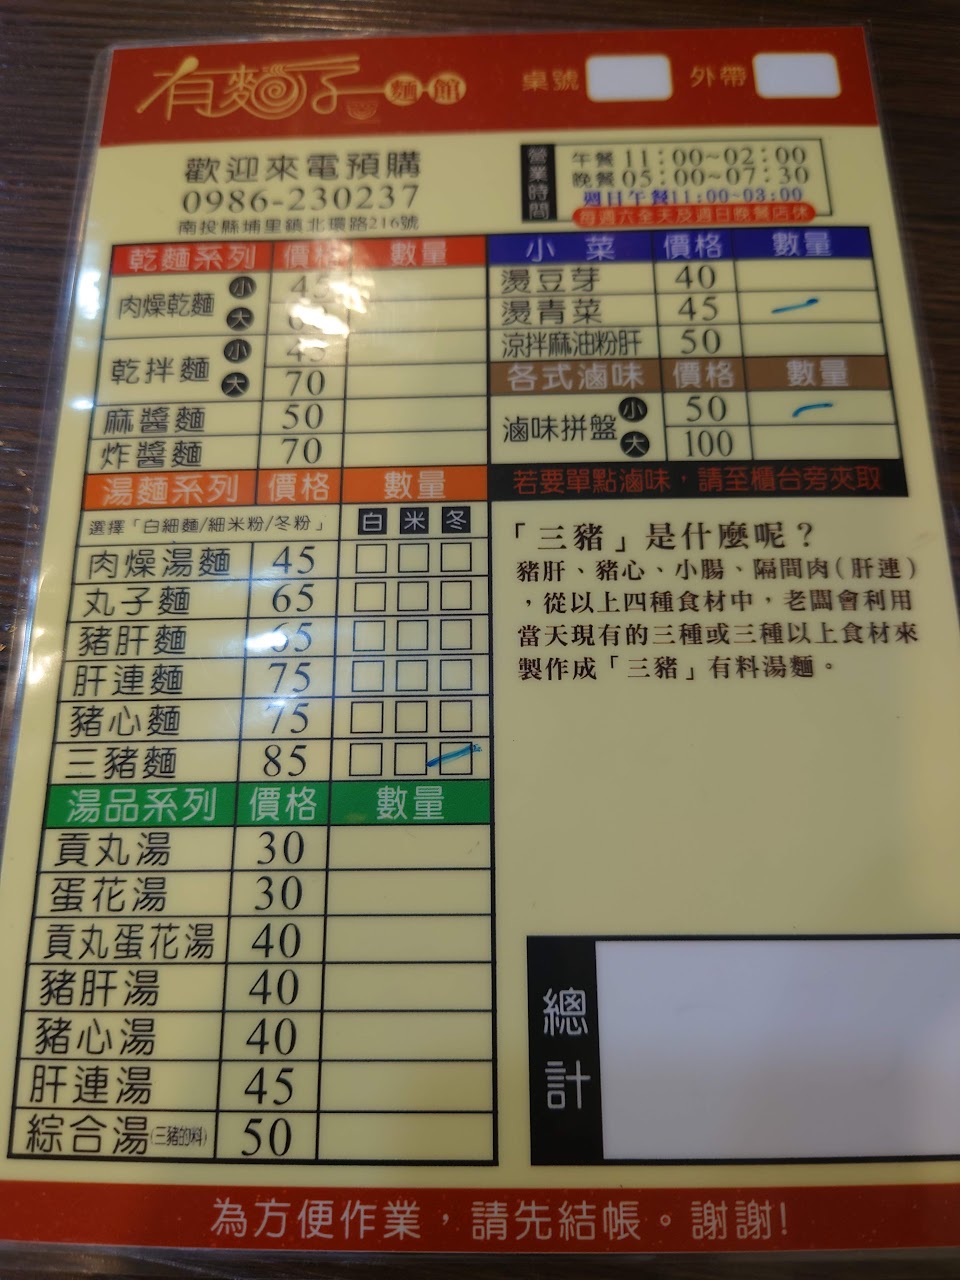 有麵子 麵館 桌號 外帶
歡迎來電預購
0986-230237
南投縣埔里鎮北環路216號
營業時間
午餐 11:00~02:00
晚餐 05:00~07:30
週日午餐11:00~03:00
每週六全天及週日晚餐店休
乾麵系列 價格 數量
肉燥乾麵 小 45
大
乾拌麵 小 45
大 70
麻醬麵 50
炸醬麵 70
湯麵系列 價格 數量
選擇「白細麵/細米粉/冬粉」 白 米 冬
肉燥湯麵 45
丸子麵 65
豬肝麵 65
肝連麵 75
豬心麵 75
三豬麵 85
湯品系列 價格 數量
貢丸湯 30
蛋花湯 30
貢丸蛋花湯 40
豬肝湯 40
豬心湯 40
肝連湯 45
綜合湯(三豬的料) 50
小菜 價格 數量
燙豆芽 40
燙青菜 45
涼拌麻油粉肝 50
各式滷味 價格 數量
滷味拼盤 小 50
大 100
若要單點滷味，請至櫃台旁夾取
「三豬」是什麼呢？
豬肝、豬心、小腸、隔間肉(肝連)
，從以上四種食材中，老闆會利用
當天現有的三種或三種以上食材來
製作成「三豬」有料湯麵。
總計
為方便作業，請先結帳。謝謝!